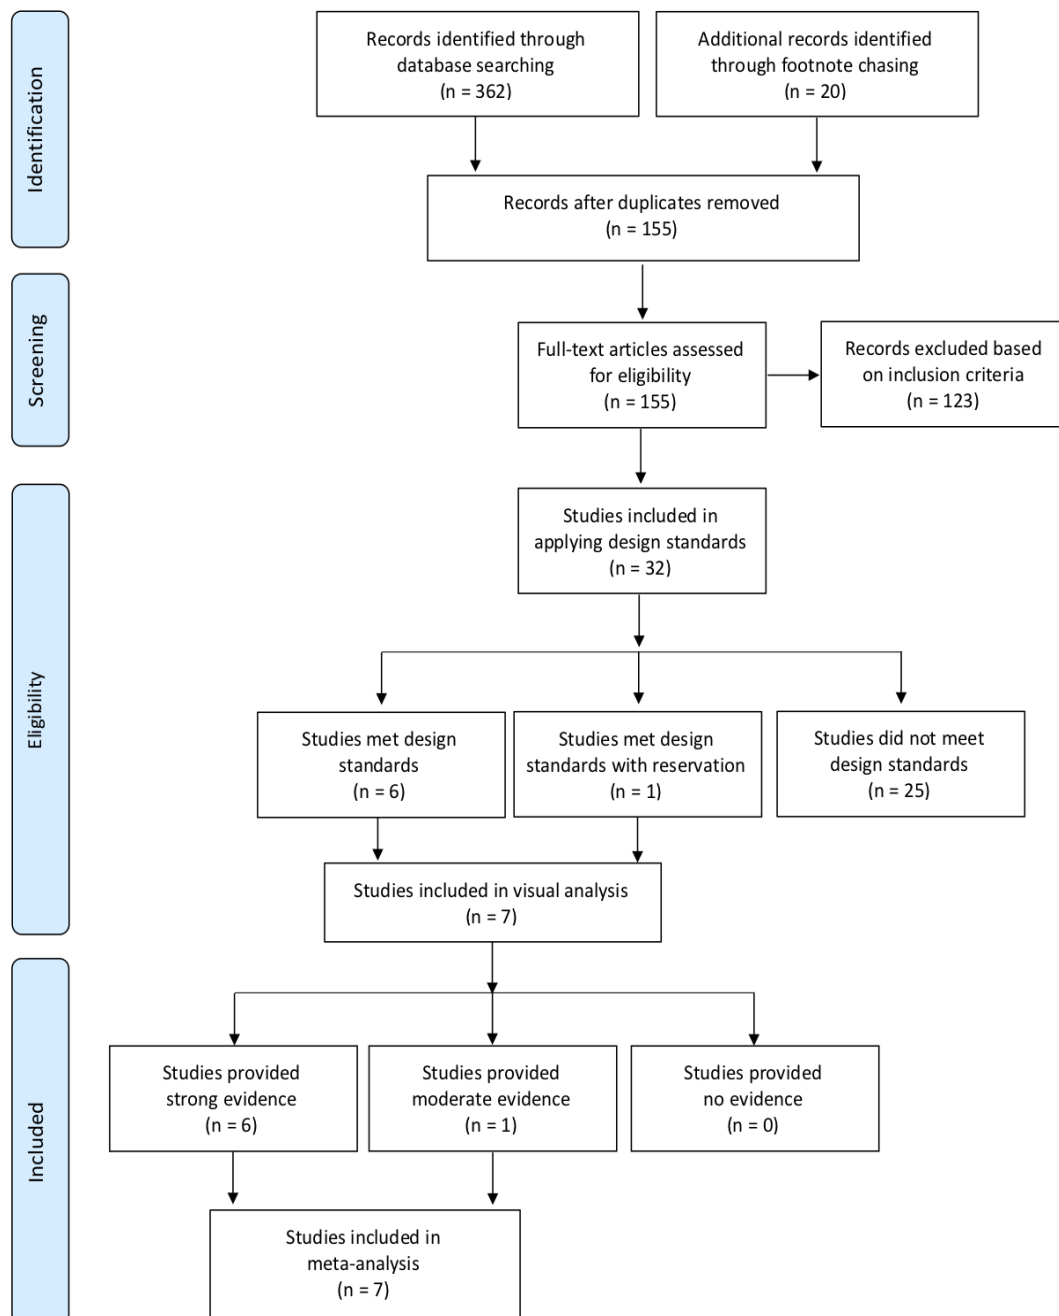 Identification
Records identified through
database searching
(n = 362)
Additional records identified
through footnote chasing
(n = 20)
Records after duplicates removed
(n = 155)
Screening
Full-text articles assessed
for eligibility
(n = 155)
Records excluded based
on inclusion criteria
(n = 123)
Eligibility
Studies included in
applying design standards
(n = 32)
Studies met design
standards
(n = 6)
Studies met design
standards with reservation
(n = 1)
Studies did not meet
design standards
(n = 25)
Studies included in visual analysis
(n = 7)
Included
Studies provided
strong evidence
(n = 6)
Studies provided
moderate evidence
(n = 1)
Studies provided
no evidence
(n = 0)
Studies included in
meta-analysis
(n = 7)